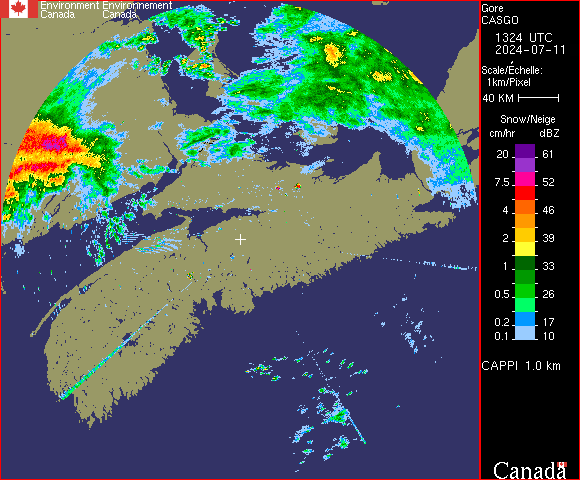 Environment Environnement
Canada Canada
Gore
CASGO
1324 UTC
2024-07-11
Scale/Échelle:
1km/Pixel
40 KM
Snow/Neige
cm/hr dBZ
20 61
7.5 52
4 46
2 39
1 33
0.5 26
0.2 17
0.1 10
CAPPI 1.0 km
Canada